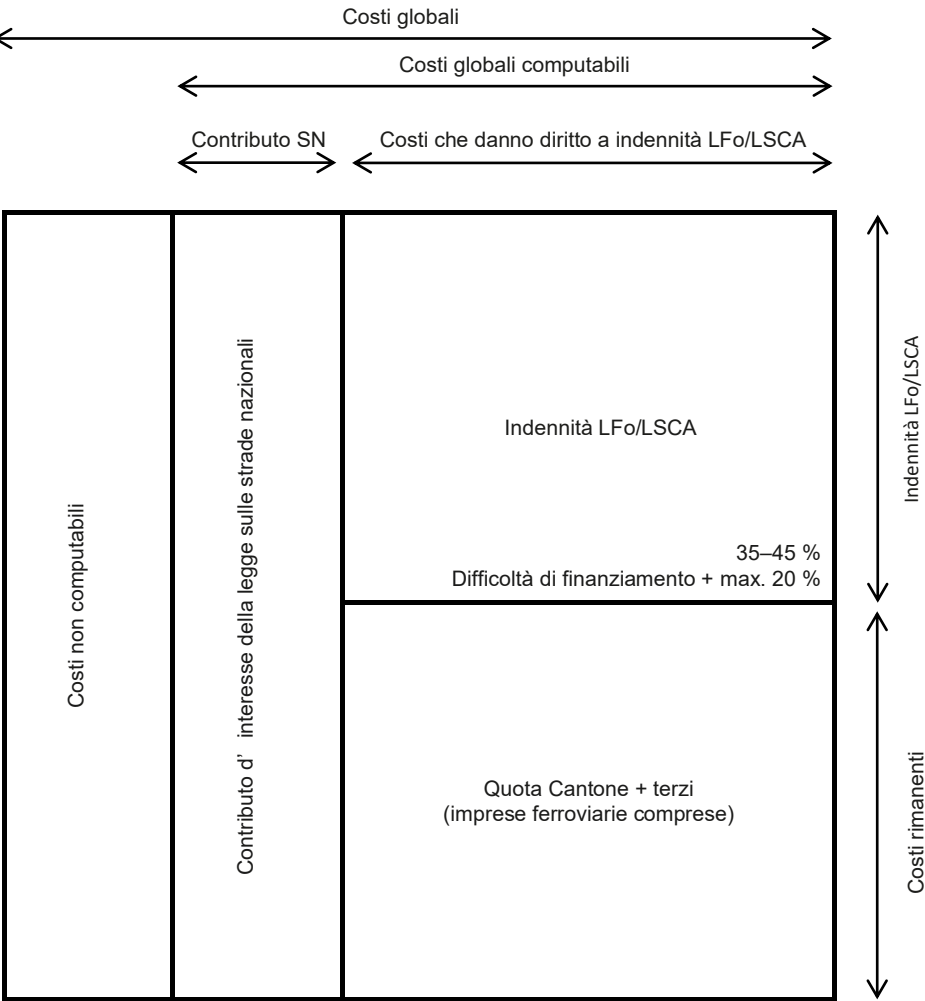 Costi globali
Costi globali computabili
Contributo SN
Costi che danno diritto a indennità LFo/LSCA
Costi non computabili
Contributo d' interesse della legge sulle strade nazionali
Indennità LFo/LSCA
35–45 %
Difficoltà di finanziamento + max. 20 %
Quota Cantone + terzi
(imprese ferroviarie comprese)
Indennità LFo/LSCA
Costi rimanenti